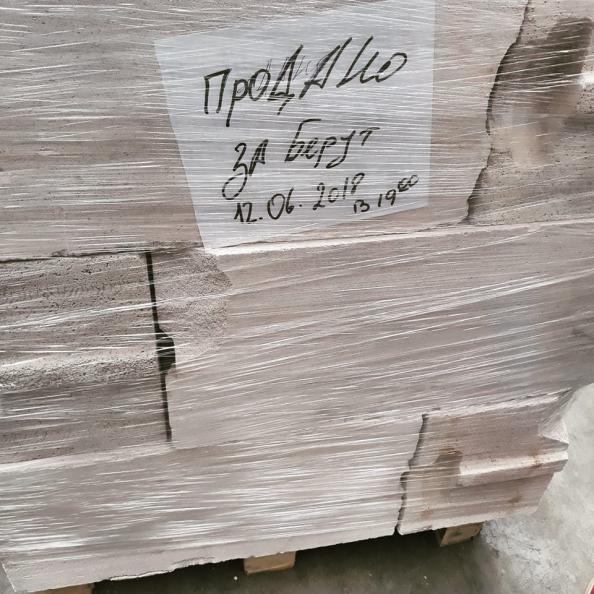 ПРОДАНО
ЗА берут
12.06.2018
В 19 00